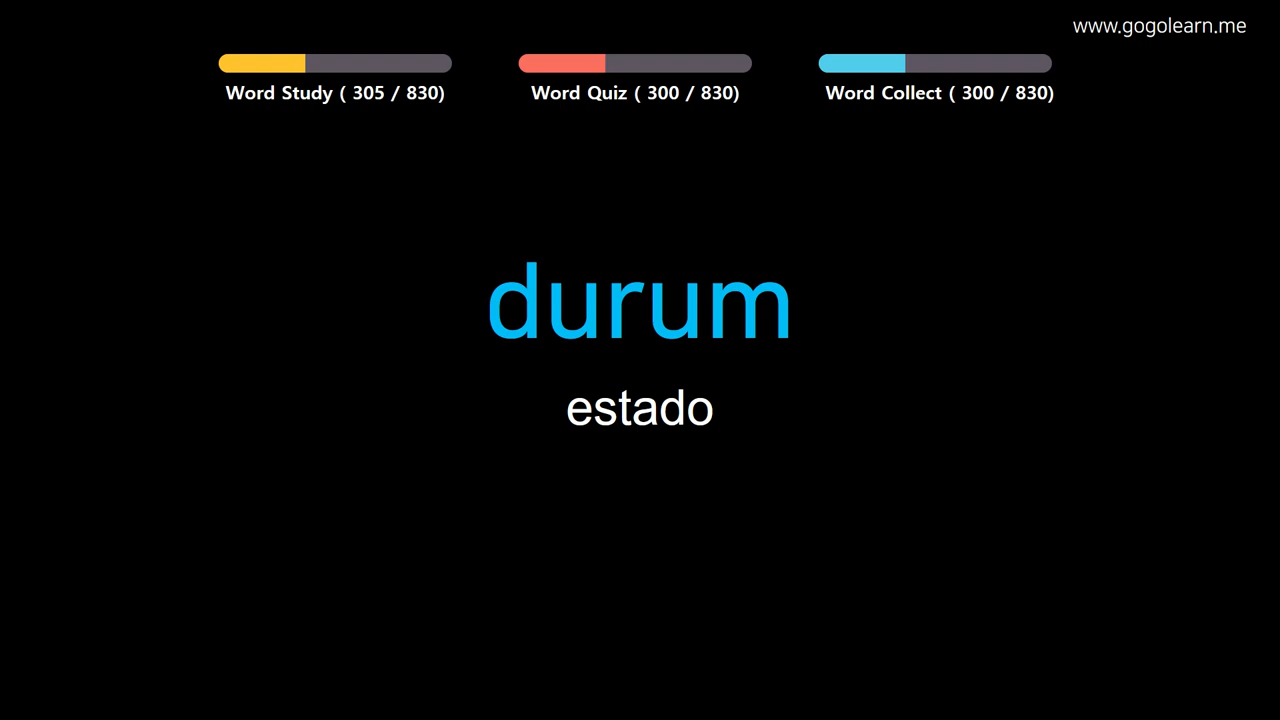 www.gogolearn.me
Word Study ( 305 / 830)
Word Quiz ( 300 / 830)
Word Collect ( 300 / 830)
durum
estado